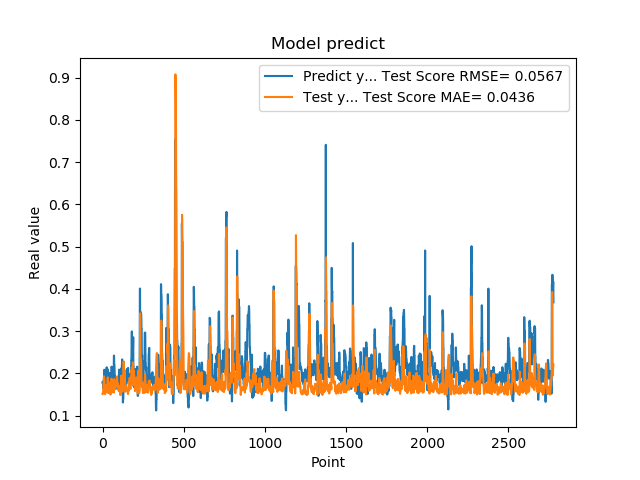 Model predict
Predict y... Test Score RMSE= 0.0567
Test y... Test Score MAE= 0.0436
Real value
0.9
0.8
0.7
0.6
0.5
0.4
0.3
0.2
0.1
0 500 1000 1500 2000 2500
Point